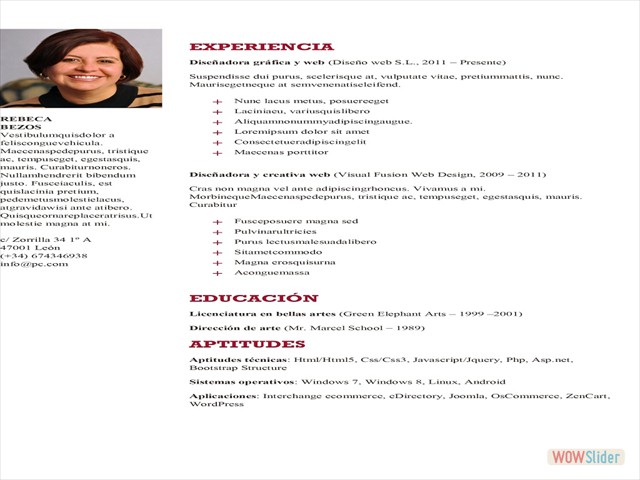 REBECA
BEZOS
Vestibulumquisdolor a
felisconguevehicula.
Maecenaspedepurus, tristique
ac, tempuseget, egestasquis,
mauris. Curabiturnoneros.
Nullamhendrerit bibendum
justo. Fusceiaculis, est
quislacinia pretium,
pedemetusmolestielacus,
atgravidawisi ante atibero.
Quisqueornareplaceratrisus.Ut
molestie magna at mi.
c/ Zorrilla 34 1º A
47001 León
(+34) 674346938
info@pc.com
EXPERIENCIA
Diseñadora gráfica y web (Diseño web S.L., 2011 – Presente)
Suspendisse dui purus, scelerisque at, vulputate vitae, pretiummattis, nunc.
Maurisegetneque at semvenenatiseleifend.
Nunc lacus metus, posuereeget
Laciniaeu, variusquislibero
Aliquamnonummyadipiscingaugue.
Loremipsum dolor sit amet
Consectetueradipiscingelit
Maecenas porttitor
Diseñadora y creativa web (Visual Fusion Web Design, 2009 – 2011)
Cras non magna vel ante adipiscingrhoncus. Vivamus a mi.
MorbinequeMaecenaspedepurus, tristique ac, tempuseget, egestasquis, mauris.
Curabitur
Fusceposuere magna sed
Pulvinarultricies
Purus lectusmalesuadalibero
Sitametcommodo
Magna erosquisurna
Aconguemassa
EDUCACIÓN
Licenciatura en bellas artes (Green Elephant Arts – 1999 –2001)
Dirección de arte (Mr. Marcel School – 1989)
APTITUDES
Aptitudes técnicas: Html/Html5, Css/Css3, Javascript/Jquery, Php, Asp.net,
Bootstrap Structure
Sistemas operativos: Windows 7, Windows 8, Linux, Android
Aplicaciones: Interchange ecommerce, eDirectory, Joomla, OsCommerce, ZenCart,
WordPress
WOWSlider